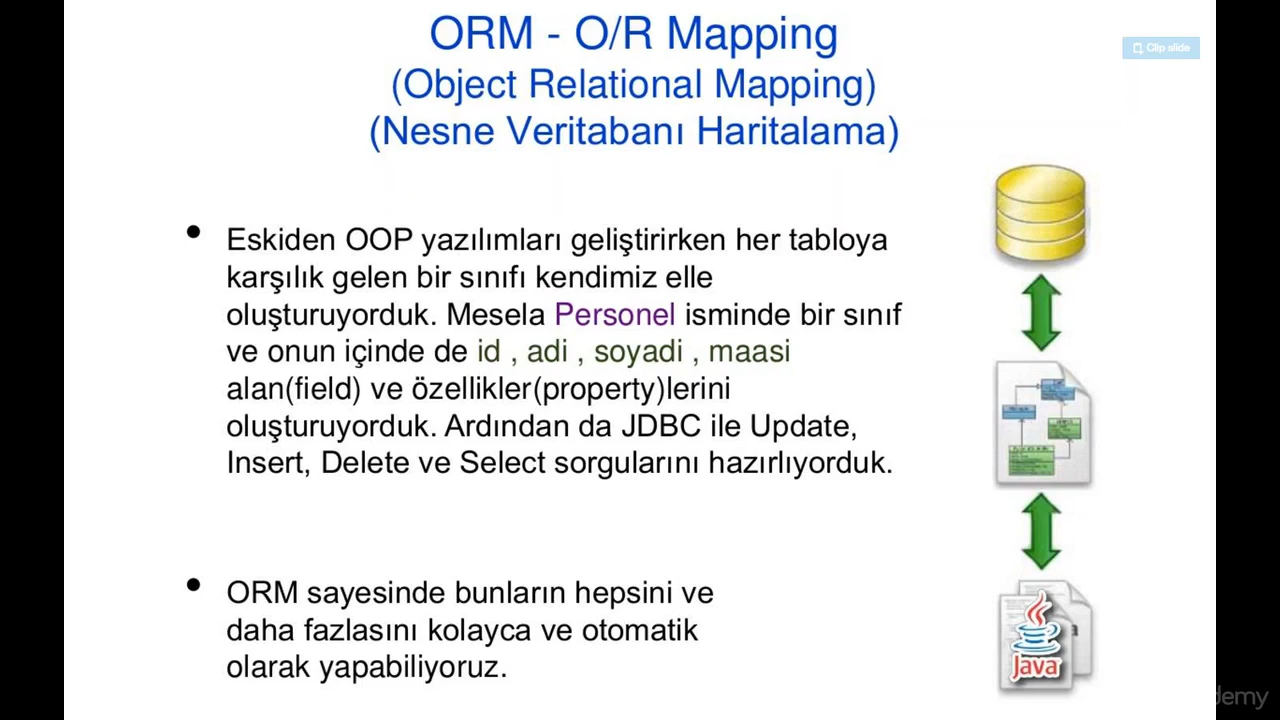 ORM - O/R Mapping
Clip slide
(Object Relational Mapping)
(Nesne Veritabanı Haritalama)
• Eskiden OOP yazılımları geliştirirken her tabloya
karşılık gelen bir sınıfı kendimiz elle
oluşturuyorduk. Mesela Personel isminde bir sınıf
ve onun içinde de id , adi , soyadi , maasi
alan(field) ve özellikler(property)lerini
oluşturuyorduk. Ardından da JDBC ile Update,
Insert, Delete ve Select sorgularını hazırlıyorduk.
• ORM sayesinde bunların hepsini ve
daha fazlasını kolayca ve otomatik
olarak yapabiliyoruz.
Java
demy